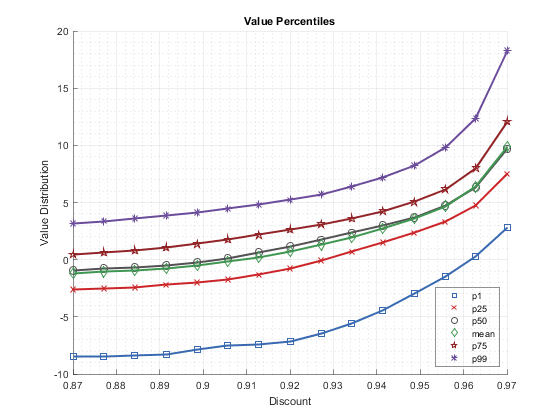 Value Percentiles
20
15
10
5
0
-5
-10
Value Distribution
0.87 0.88 0.89 0.9 0.91 0.92 0.93 0.94 0.95 0.96 0.97
Discount
p1
p25
p50
mean
p75
p99